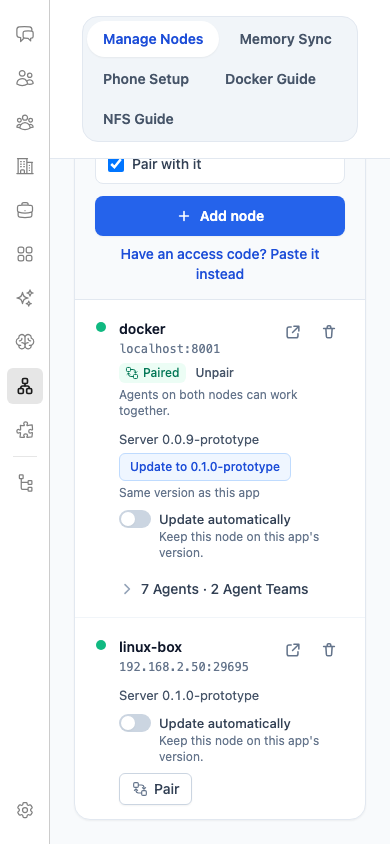 Manage Nodes
Memory Sync
Phone Setup
Docker Guide
NFS Guide
Pair with it
+ Add node
Have an access code? Paste it
instead
docker
localhost:8001
Paired
Unpair
Agents on both nodes can work
together.
Server 0.0.9-prototype
Update to 0.1.0-prototype
Same version as this app
Update automatically
Keep this node on this app's
version.
7 Agents · 2 Agent Teams
linux-box
192.168.2.50:29695
Server 0.1.0-prototype
Update automatically
Keep this node on this app's
version.
Pair